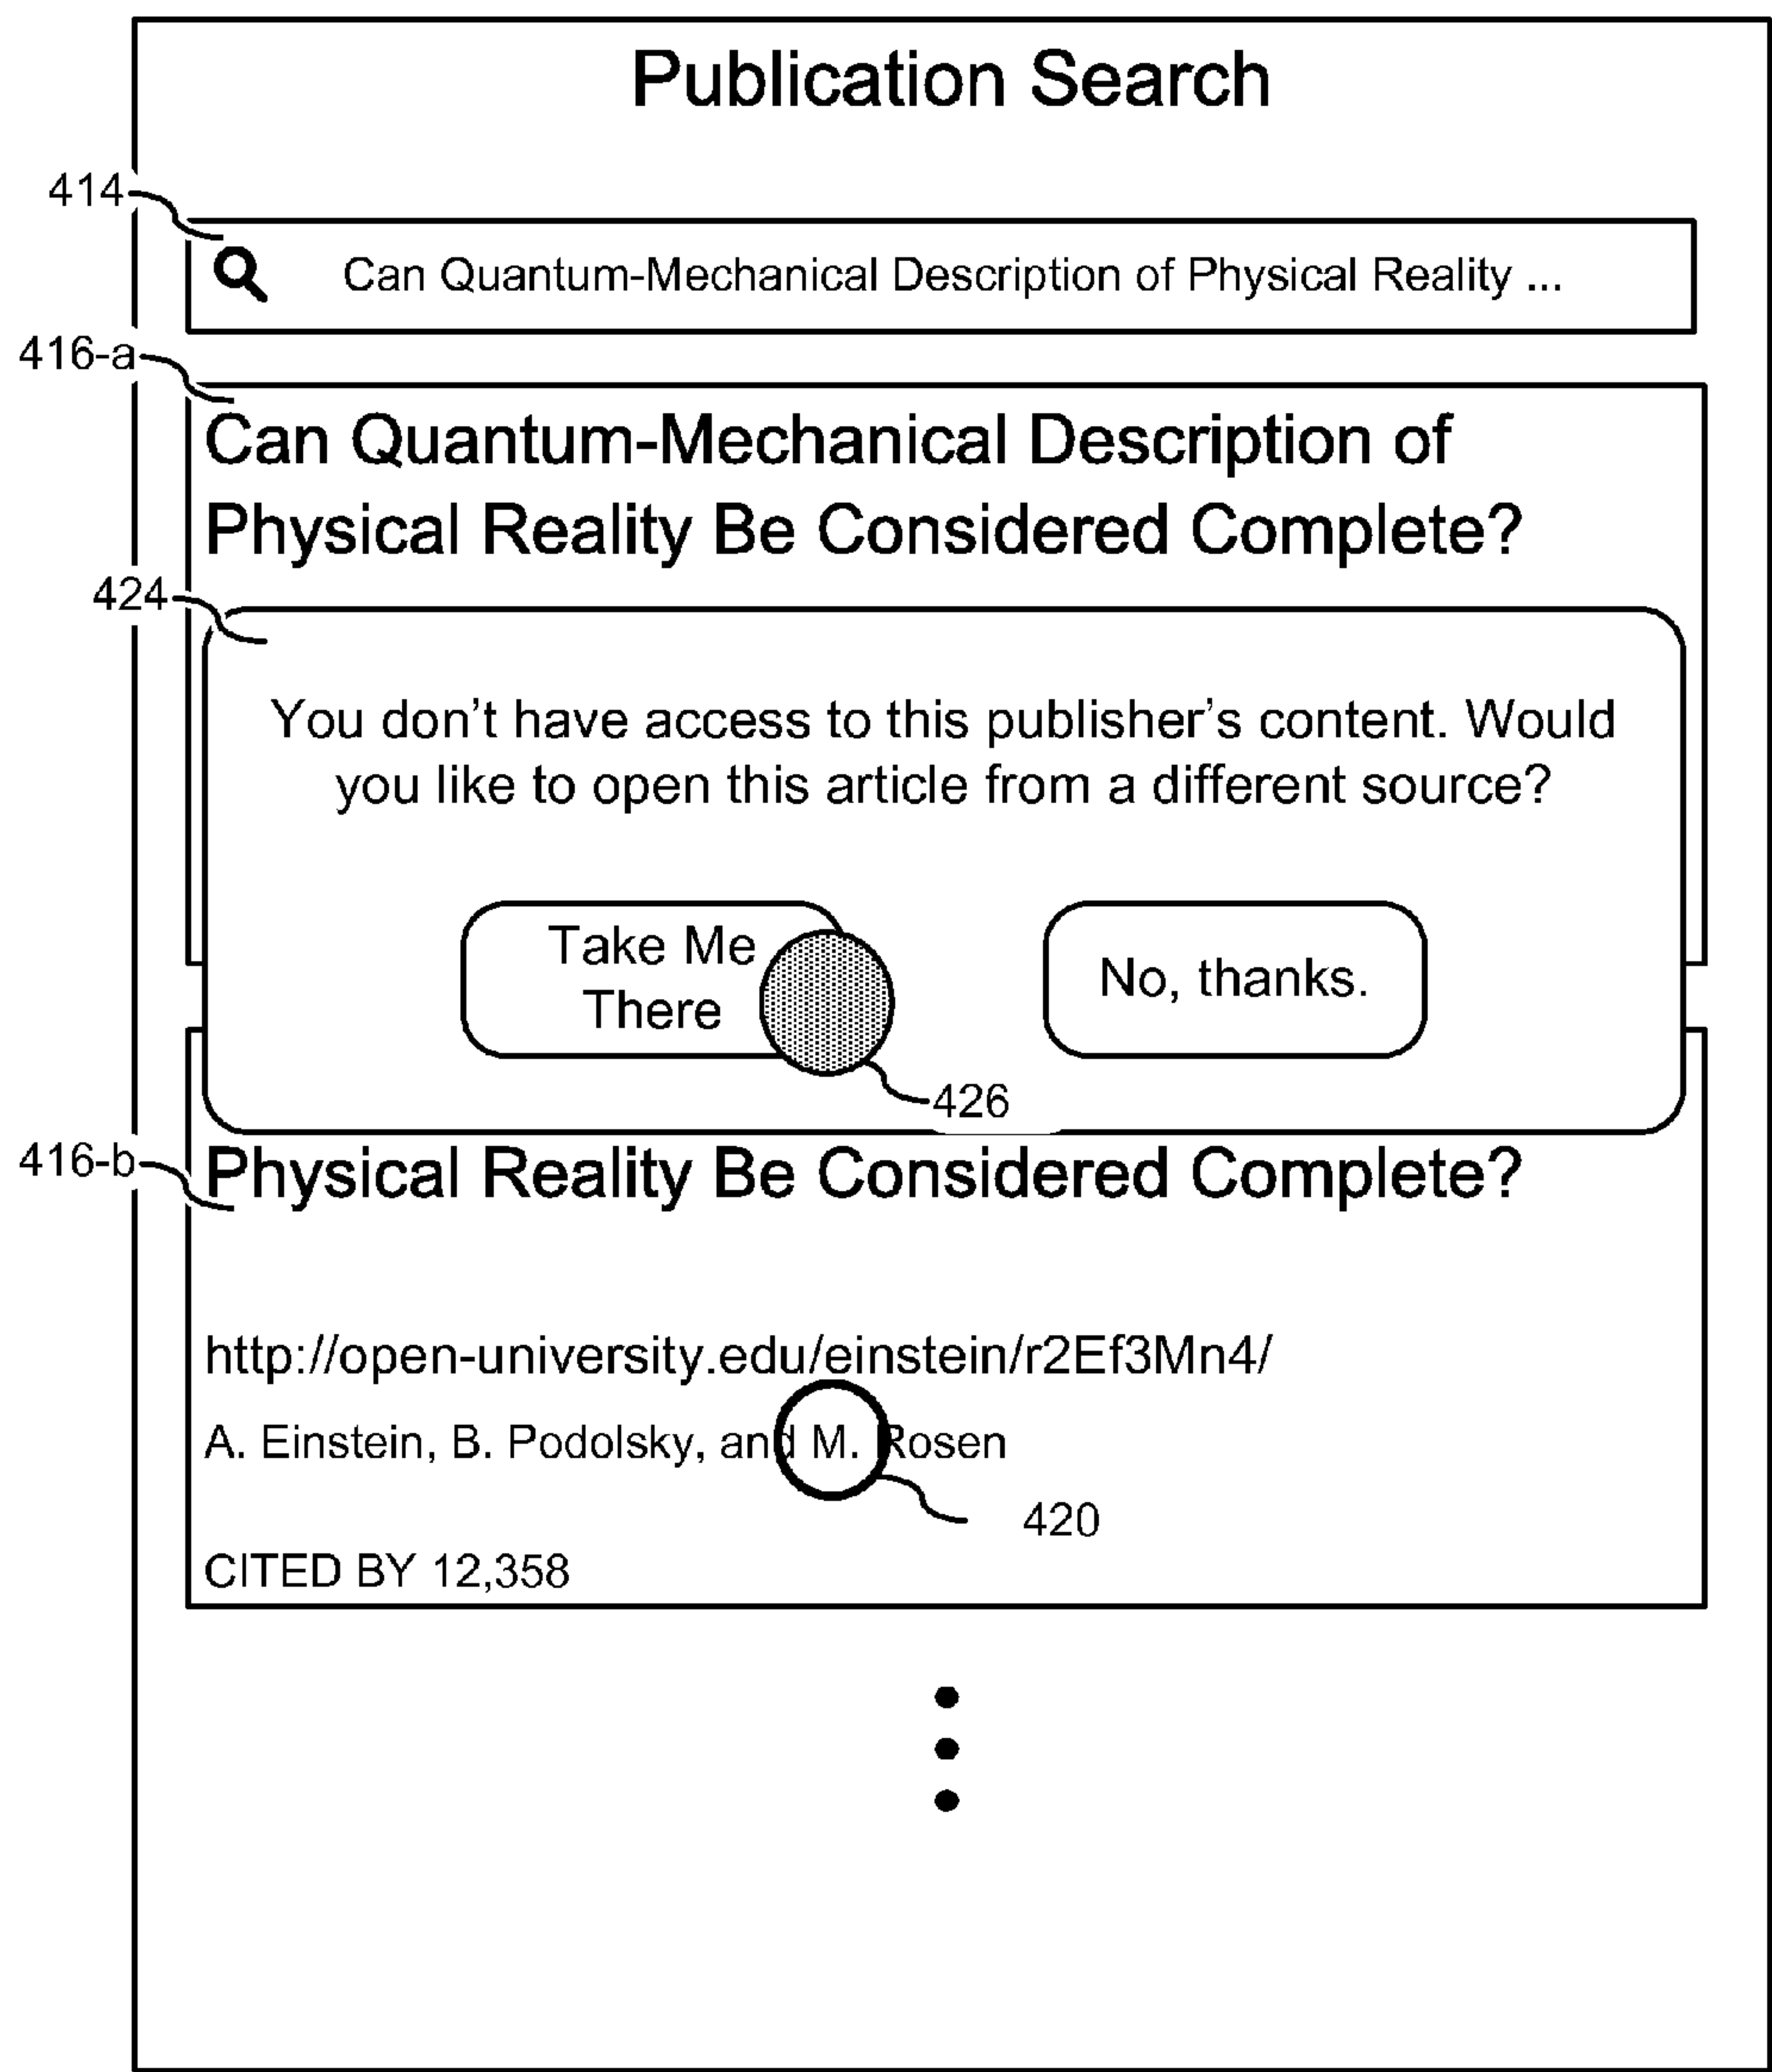 Publication Search
414
Can Quantum-Mechanical Description of Physical Reality ...
416-a
Can Quantum-Mechanical Description of
Physical Reality Be Considered Complete?
424
You don't have access to this publisher's content. Would
you like to open this article from a different source?
Take Me
There
No, thanks.
426
416-b
Physical Reality Be Considered Complete?
http://open-university.edu/einstein/r2Ef3Mn4/
A. Einstein, B. Podolsky, and M. Rosen
420
CITED BY 12,358